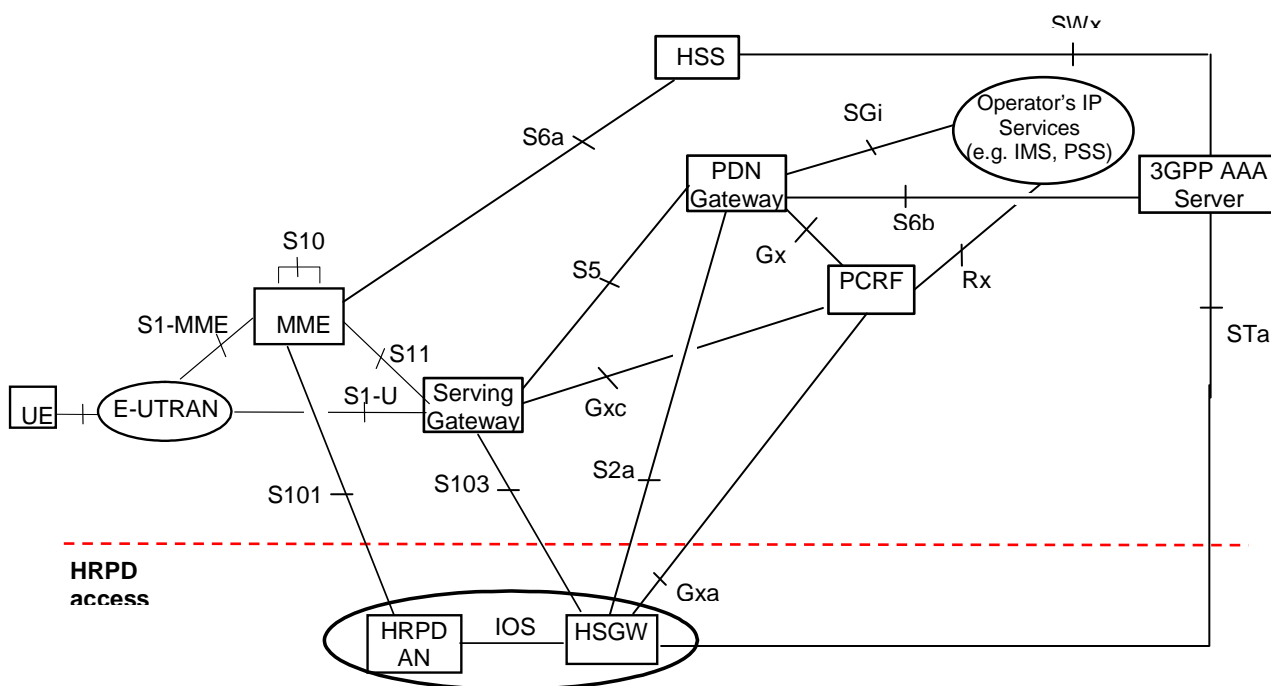 SWx
HSS
Operator's IP
Services
(e.g. IMS, PSS)
SGi
S6a
PDN
Gateway
3GPP AAA
Server
S6b
S10
Gx
S5
PCRF
Rx
MME
S1-MME
STa
S11
S1-U
Serving
Gateway
Gxc
UE
E-UTRAN
S2a
S101
S103
HRPD
access
Gxa
HRPD
AN
IOS
HSGW